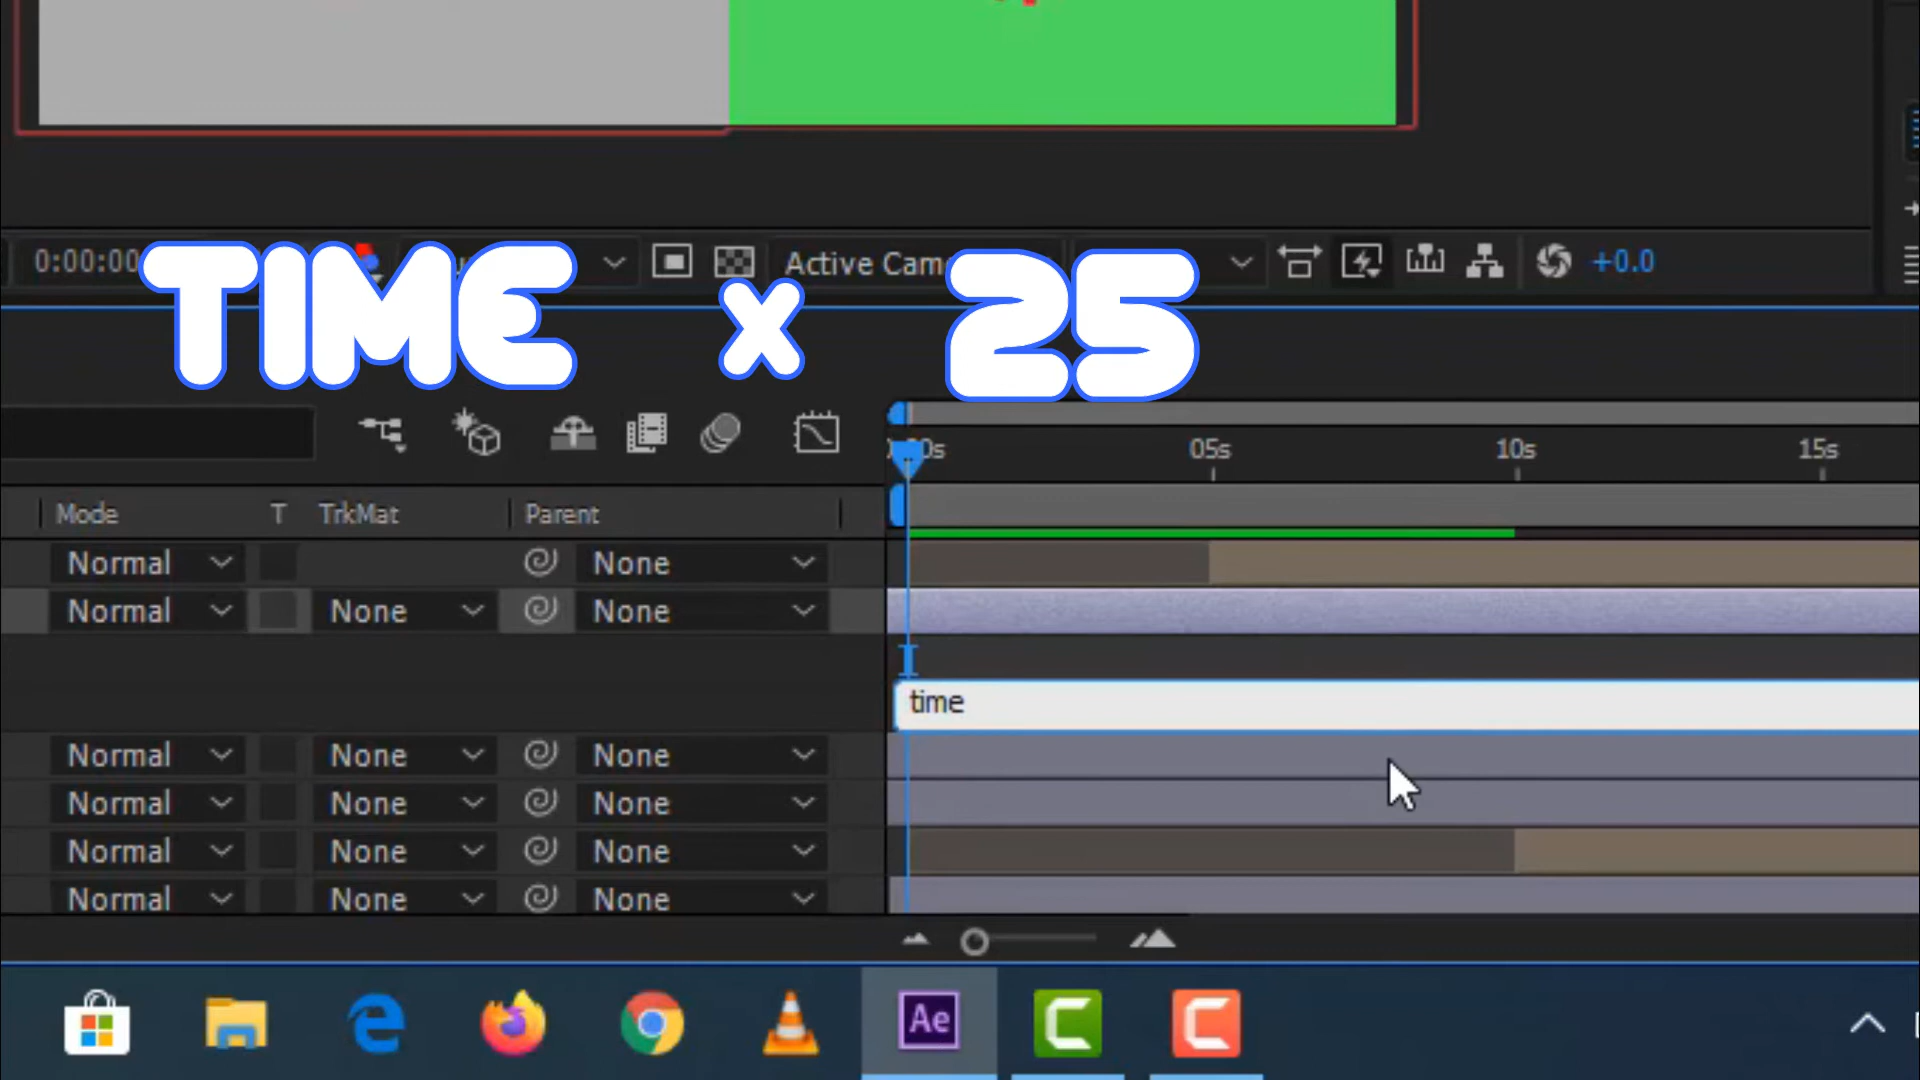 0:00:00
TIME x 25
Active Cam
+0.0
00s 05s 10s 15s
Mode T TrkMat Parent
Normal None
Normal None None
time
Normal None None
Normal None None
Normal None None
Normal None None
Ae